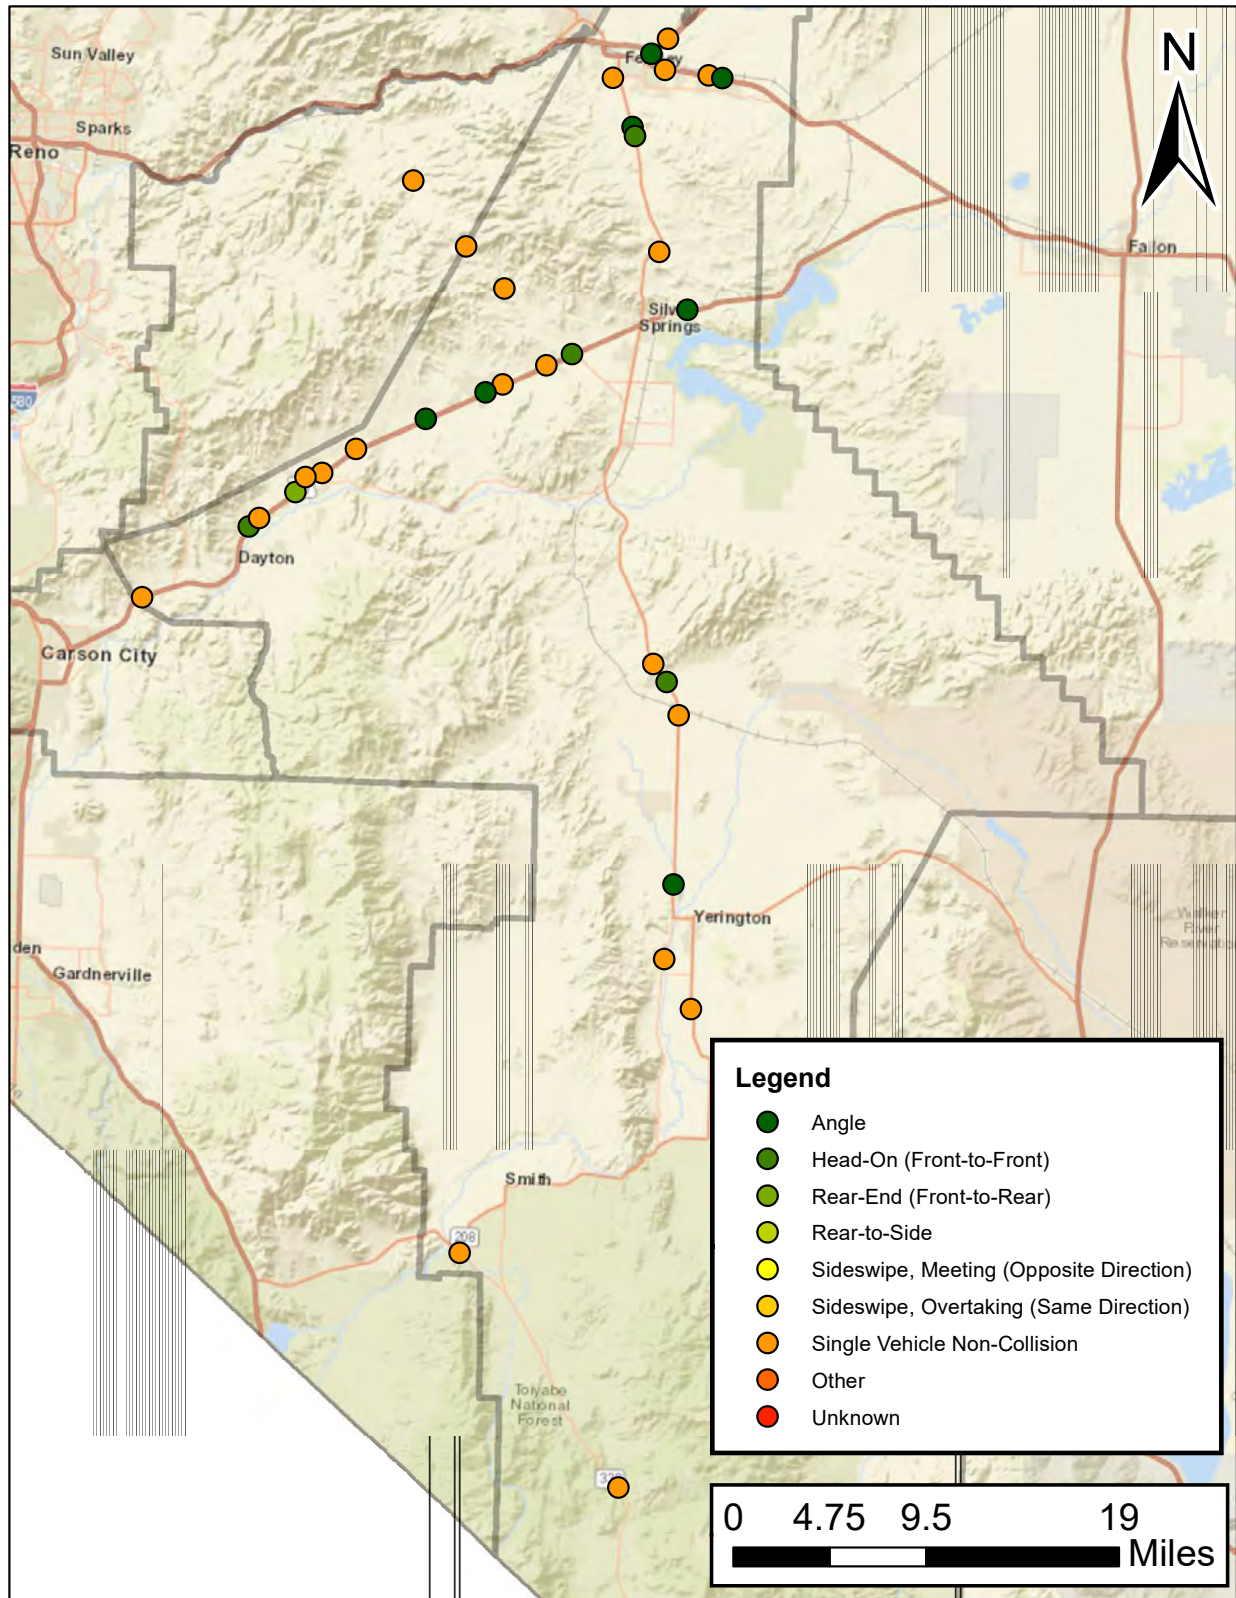 Sun Valley
Sparks
Reno
N
Fallon
Silver
Springs
580
Dayton
Carson City
Yerington
Walker
River
Reservation
den
Gardnerville
Smith
208
Toiyabe
National
Forest
Legend
Angle
Head-On (Front-to-Front)
Rear-End (Front-to-Rear)
Rear-to-Side
Sideswipe, Meeting (Opposite Direction)
Sideswipe, Overtaking (Same Direction)
Single Vehicle Non-Collision
Other
Unknown
0 4.75 9.5 19
Miles